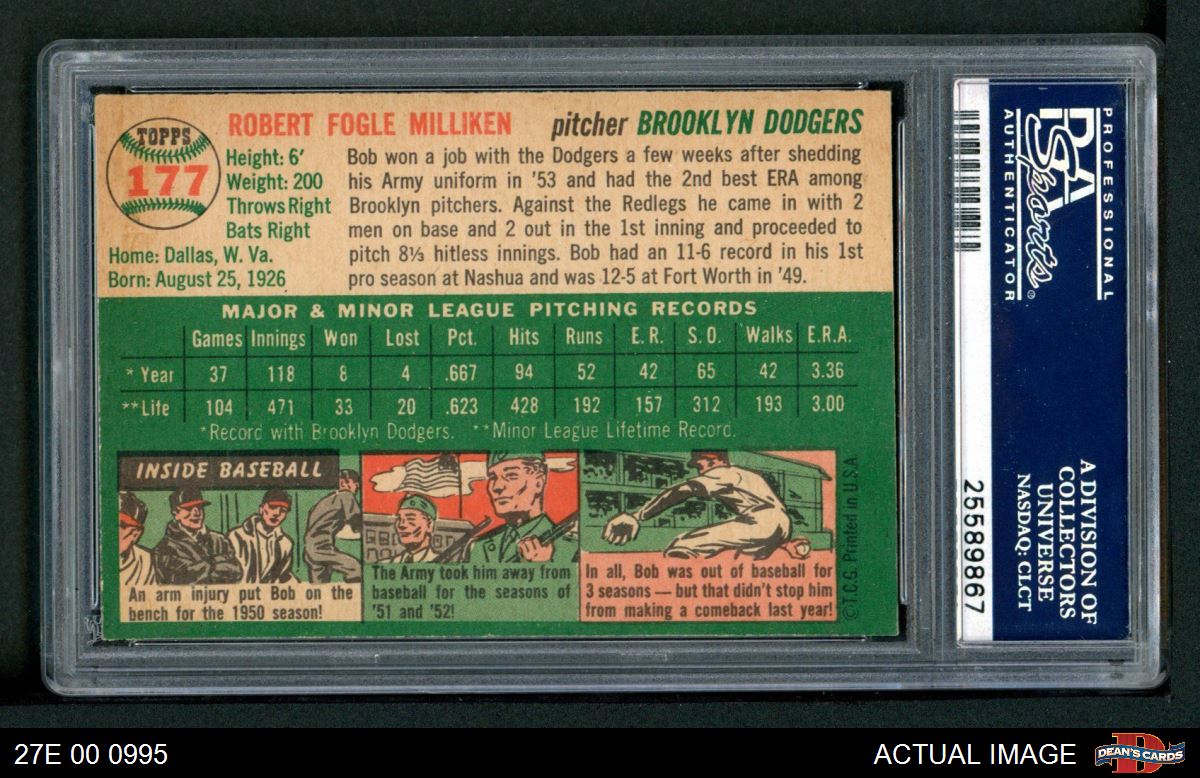 TOPPS
177
ROBERT FOGLE MILLIKEN pitcher BROOKLYN DODGERS
Height: 6'
Weight: 200
Throws Right
Bats Right
Home: Dallas, W. Va.
Born: August 25, 1926
Bob won a job with the Dodgers a few weeks after shedding
his Army uniform in '53 and had the 2nd best ERA among
Brooklyn pitchers. Against the Redlegs he came in with 2
men on base and 2 out in the 1st inning and proceeded to
pitch 8⅓ hitless innings. Bob had an 11-6 record in his 1st
pro season at Nashua and was 12-5 at Fort Worth in '49.
MAJOR & MINOR LEAGUE PITCHING RECORDS
Games Innings Won Lost Pct. Hits Runs E. R. S. O. Walks E.R.A.
* Year 37 118 8 4 .667 94 52 42 65 42 3.36
**Life 104 471 33 20 .623 428 192 157 312 193 3.00
*Record with Brooklyn Dodgers. **Minor League Lifetime Record.
INSIDE BASEBALL
An arm injury put Bob on the
bench for the 1950 season!
The Army took him away from
baseball for the seasons of
'51 and '52!
In all, Bob was out of baseball for
3 seasons — but that didn't stop him
from making a comeback last year!
© T.C.G. Printed in U.S.A
PROFESSIONAL
PSA
Sports®
AUTHENTICATOR
A DIVISION OF
COLLECTORS
UNIVERSE
NASDAQ: CLCT
25589867
27E 00 0995
ACTUAL IMAGE
D
DEAN'S CARDS